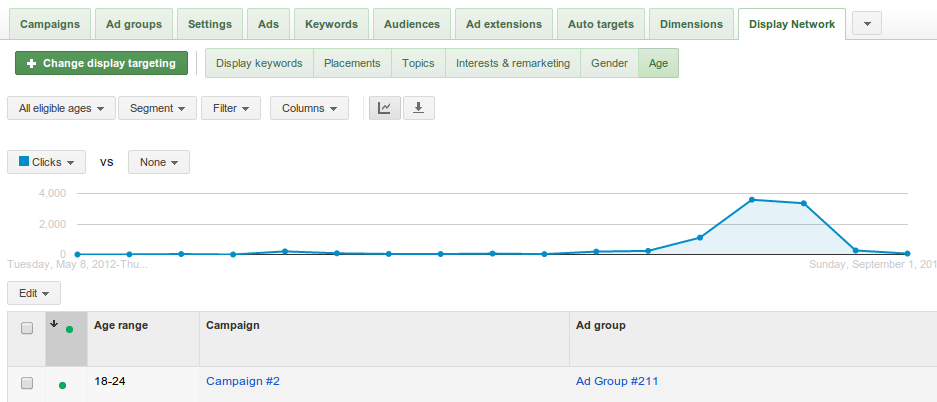 Campaigns Ad groups Settings Ads Keywords Audiences Ad extensions Auto targets Dimensions Display Network
Change display targeting Display keywords Placements Topics Interests & remarketing Gender Age
All eligible ages Segment Filter Columns
Clicks VS None
4,000
2,000
0
Tuesday, May 8, 2012-Thu... Sunday, September 1, 201
Edit
Age range Campaign Ad group
18-24 Campaign #2 Ad Group #211